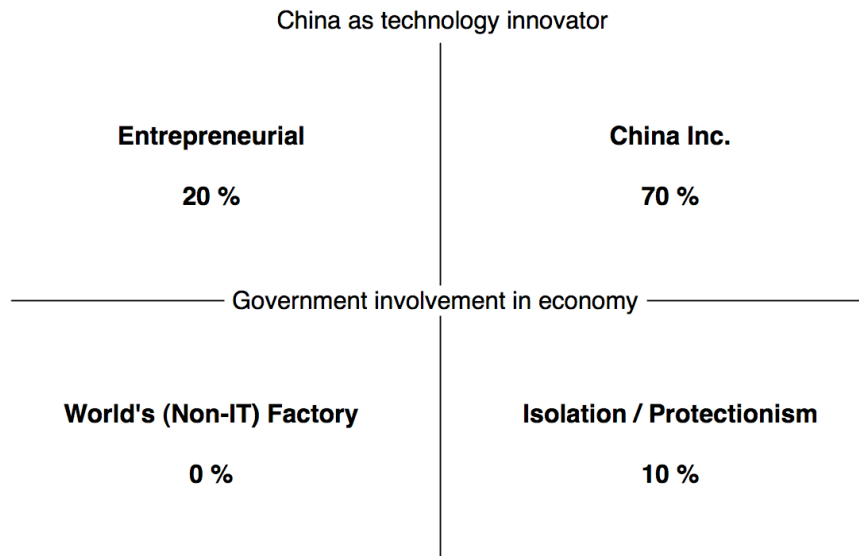 China as technology innovator
Entrepreneurial
China Inc.
20 %
70 %
Government involvement in economy
World's (Non-IT) Factory
Isolation / Protectionism
0 %
10 %